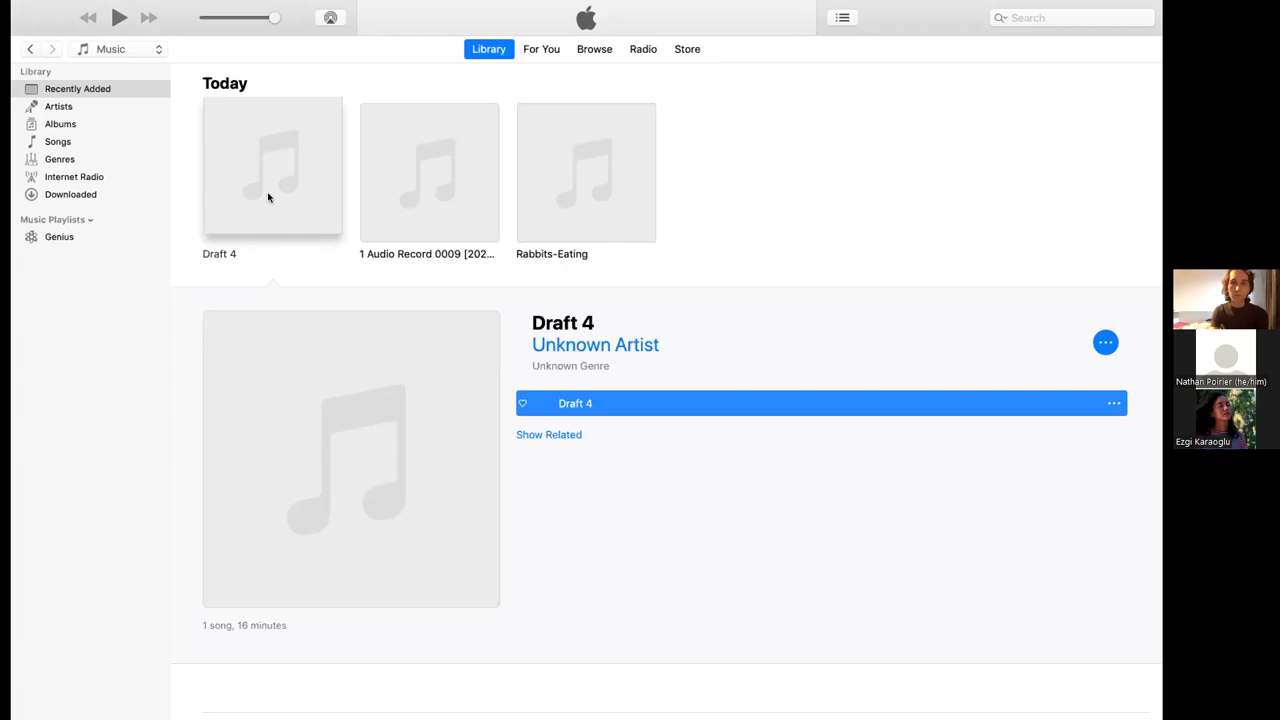 Search
Music
Library
For You
Browse
Radio
Store
Library
Recently Added
Artists
Albums
Songs
Genres
Internet Radio
Downloaded
Music Playlists
Genius
Today
Draft 4
1 Audio Record 0009 [202...
Rabbits-Eating
Draft 4
Unknown Artist
Unknown Genre
Draft 4
Show Related
1 song, 16 minutes
Nathan Poirier (he/him)
Ezgi Karaoglu